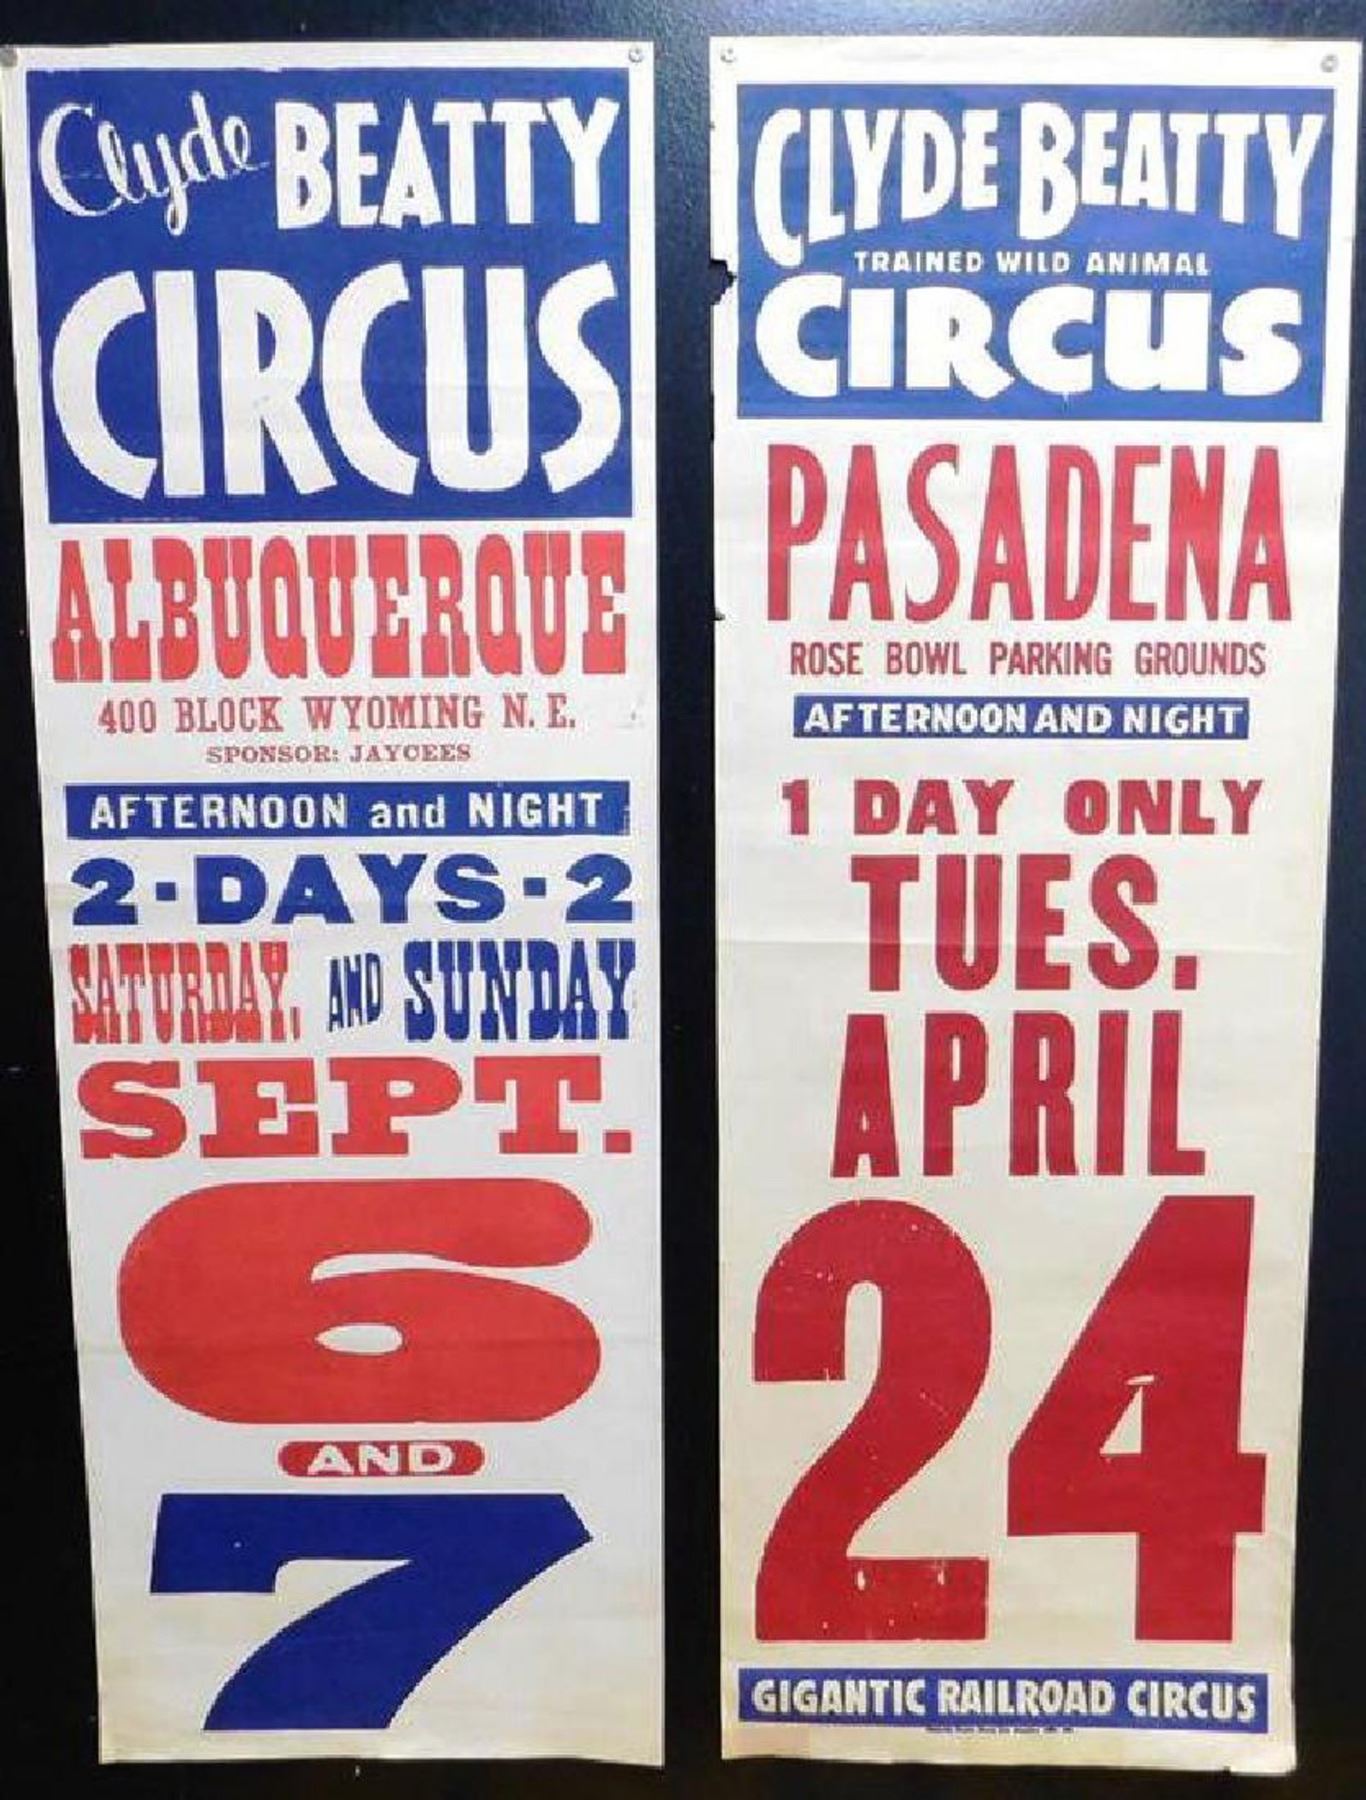 Clyde BEATTY
CIRCUS
ALBUQUERQUE
400 BLOCK WYOMING N. E.
SPONSOR: JAYCEES
AFTERNOON and NIGHT
2-DAYS-2
SATURDAY, AND SUNDAY
SEPT.
6
AND
7
CLYDE BEATTY
TRAINED WILD ANIMAL
CIRCUS
PASADENA
ROSE BOWL PARKING GROUNDS
AFTERNOON AND NIGHT
1 DAY ONLY
TUES.
APRIL
24
GIGANTIC RAILROAD CIRCUS